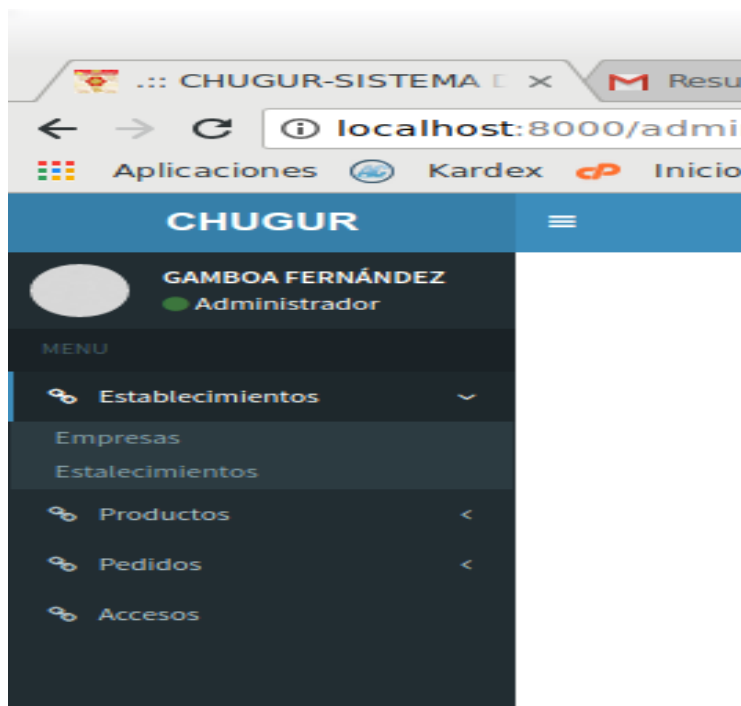 .:: CHUGUR-SISTEMA
Resu
localhost:8000/admi
Aplicaciones Kardex cP Inicio
CHUGUR
GAMBOA FERNÁNDEZ
Administrador
MENU
Establecimientos
Empresas
Estalecimientos
Productos
Pedidos
Accesos